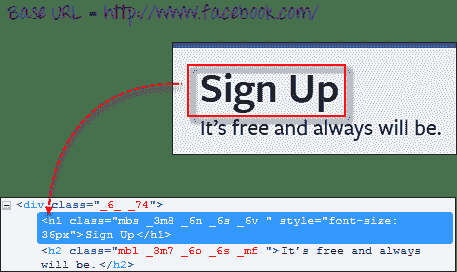 Base URL = http://www.facebook.com/
Sign Up
It's free and always will be.
<div class="_6_ _74">
<h1 class="mbs _3m8 _6n _6s _6v " style="font-size:
36px">Sign Up</h1>
<h2 class="mbl _3m7 _6o _6s _mf ">It's free and always
will be.</h2>